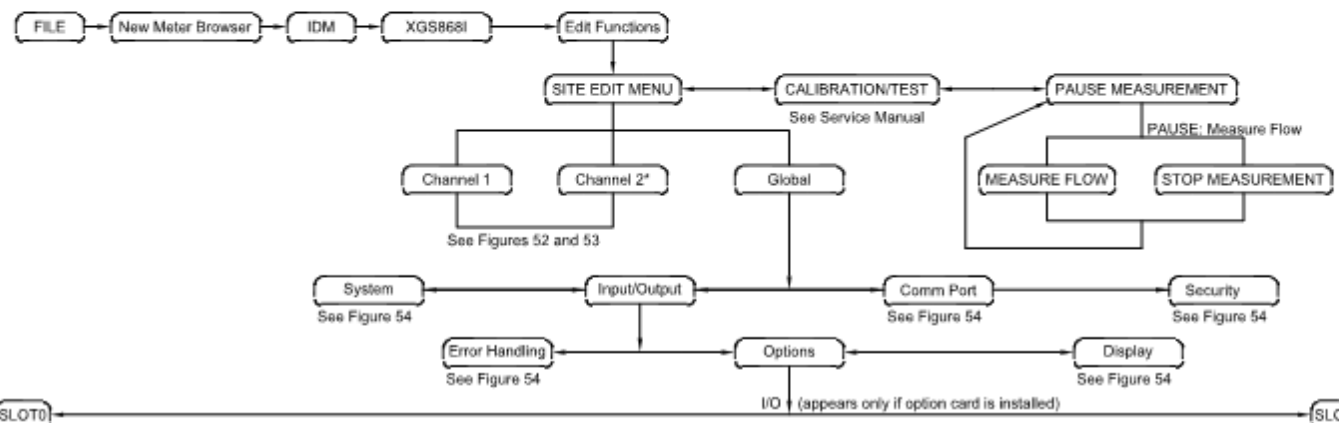 FILE
New Meter Browser
IDM
XGS868I
Edit Functions
SITE EDIT MENU
CALIBRATION/TEST
PAUSE MEASUREMENT
See Service Manual
PAUSE: Measure Flow
Channel 1
Channel 2*
Global
MEASURE FLOW
STOP MEASUREMENT
See Figures 52 and 53
System
Input/Output
Comm Port
Security
See Figure 54
See Figure 54
See Figure 54
Error Handling
Options
Display
See Figure 54
See Figure 54
I/O (appears only if option card is installed)
SLOT0